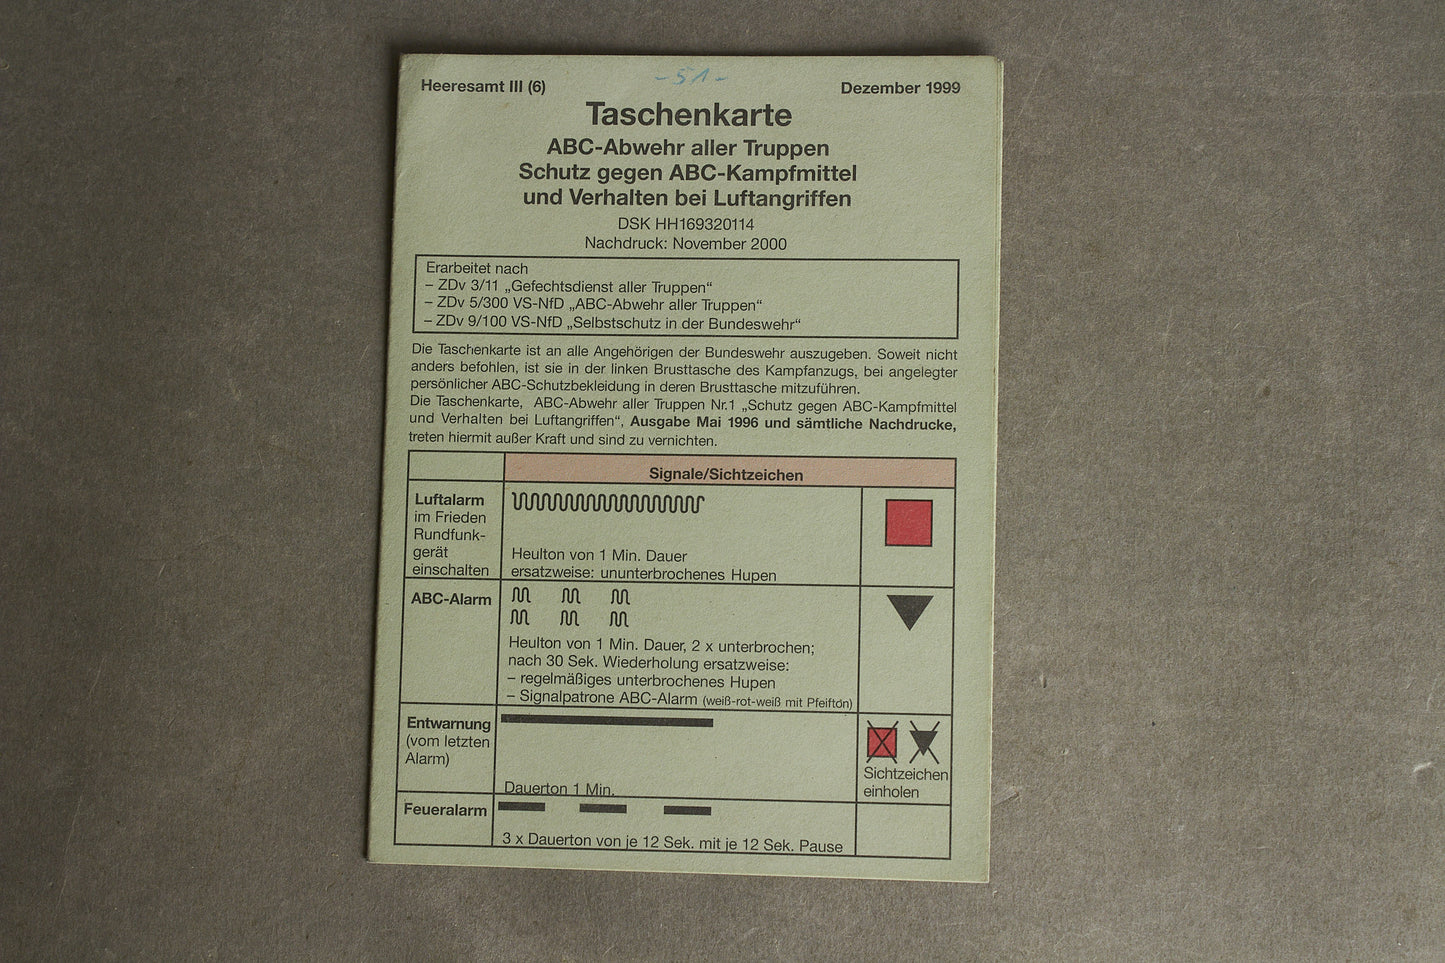 - 51 -
Heeresamt III (6)
Dezember 1999
Taschenkarte
ABC-Abwehr aller Truppen
Schutz gegen ABC-Kampfmittel
und Verhalten bei Luftangriffen
DSK HH169320114
Nachdruck: November 2000
Erarbeitet nach
– ZDv 3/11 „Gefechtsdienst aller Truppen“
– ZDv 5/300 VS-NfD „ABC-Abwehr aller Truppen“
– ZDv 9/100 VS-NfD „Selbstschutz in der Bundeswehr“
Die Taschenkarte ist an alle Angehörigen der Bundeswehr auszugeben. Soweit nicht
anders befohlen, ist sie in der linken Brusttasche des Kampfanzugs, bei angelegter
persönlicher ABC-Schutzbekleidung in deren Brusttasche mitzuführen.
Die Taschenkarte, ABC-Abwehr aller Truppen Nr.1 „Schutz gegen ABC-Kampfmittel
und Verhalten bei Luftangriffen“, Ausgabe Mai 1996 und sämtliche Nachdrucke,
treten hiermit außer Kraft und sind zu vernichten.
Signale/Sichtzeichen
Luftalarm
im Frieden
Rundfunk-
gerät
einschalten
Heulton von 1 Min. Dauer
ersatzweise: ununterbrochenes Hupen
ABC-Alarm
Heulton von 1 Min. Dauer, 2 x unterbrochen;
nach 30 Sek. Wiederholung ersatzweise:
– regelmäßiges unterbrochenes Hupen
– Signalpatrone ABC-Alarm (weiß-rot-weiß mit Pfeifton)
Entwarnung
(vom letzten
Alarm)
Dauerton 1 Min.
Sichtzeichen
einholen
Feueralarm
3 x Dauerton von je 12 Sek. mit je 12 Sek. Pause